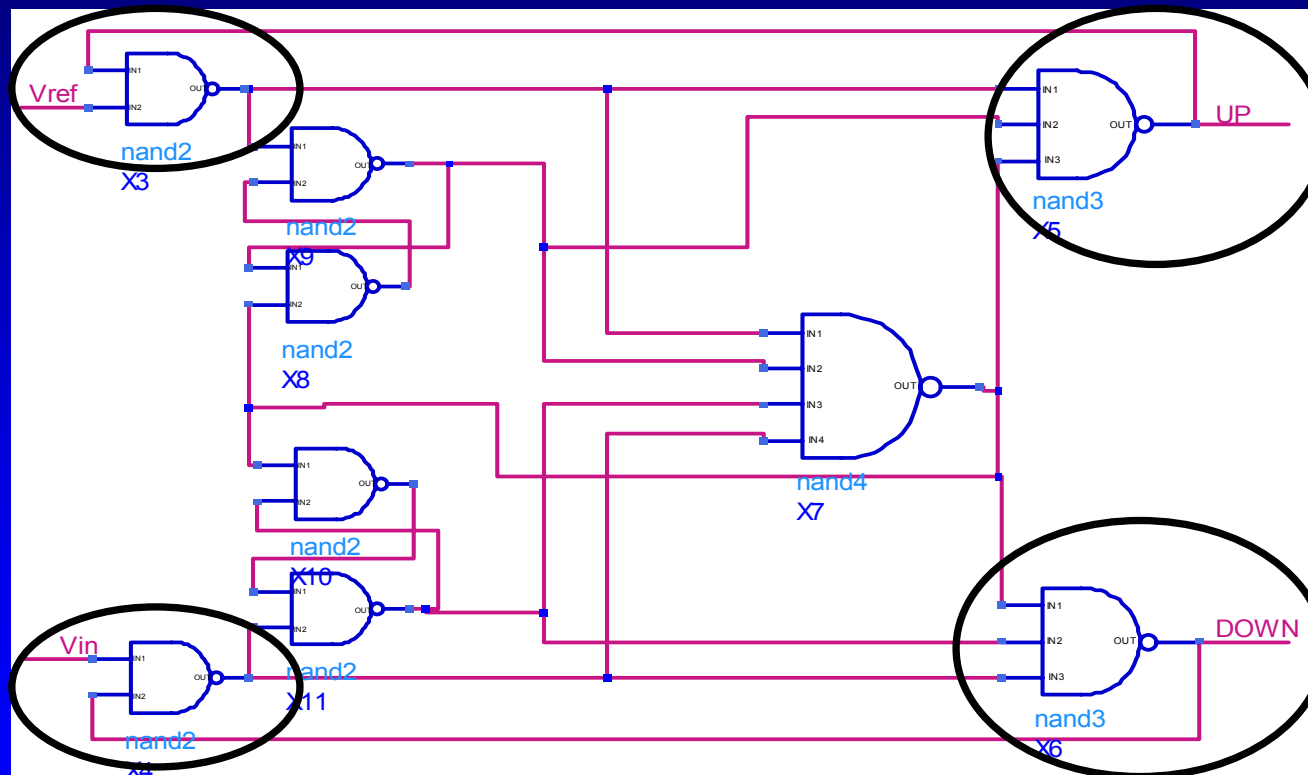 IN1
OUT
Vref
IN2
nand2
X3
IN1
OUT
IN2
nand2
X9
IN1
OUT
IN2
nand2
X8
IN1
IN2
OUT
IN3
UP
nand3
X5
IN1
IN2
OUT
IN3
IN4
nand4
X7
IN1
OUT
IN2
nand2
X10
IN1
OUT
IN2
nand2
X11
Vin
IN1
OUT
IN2
nand2
X4
IN1
IN2
OUT
IN3
DOWN
nand3
X6